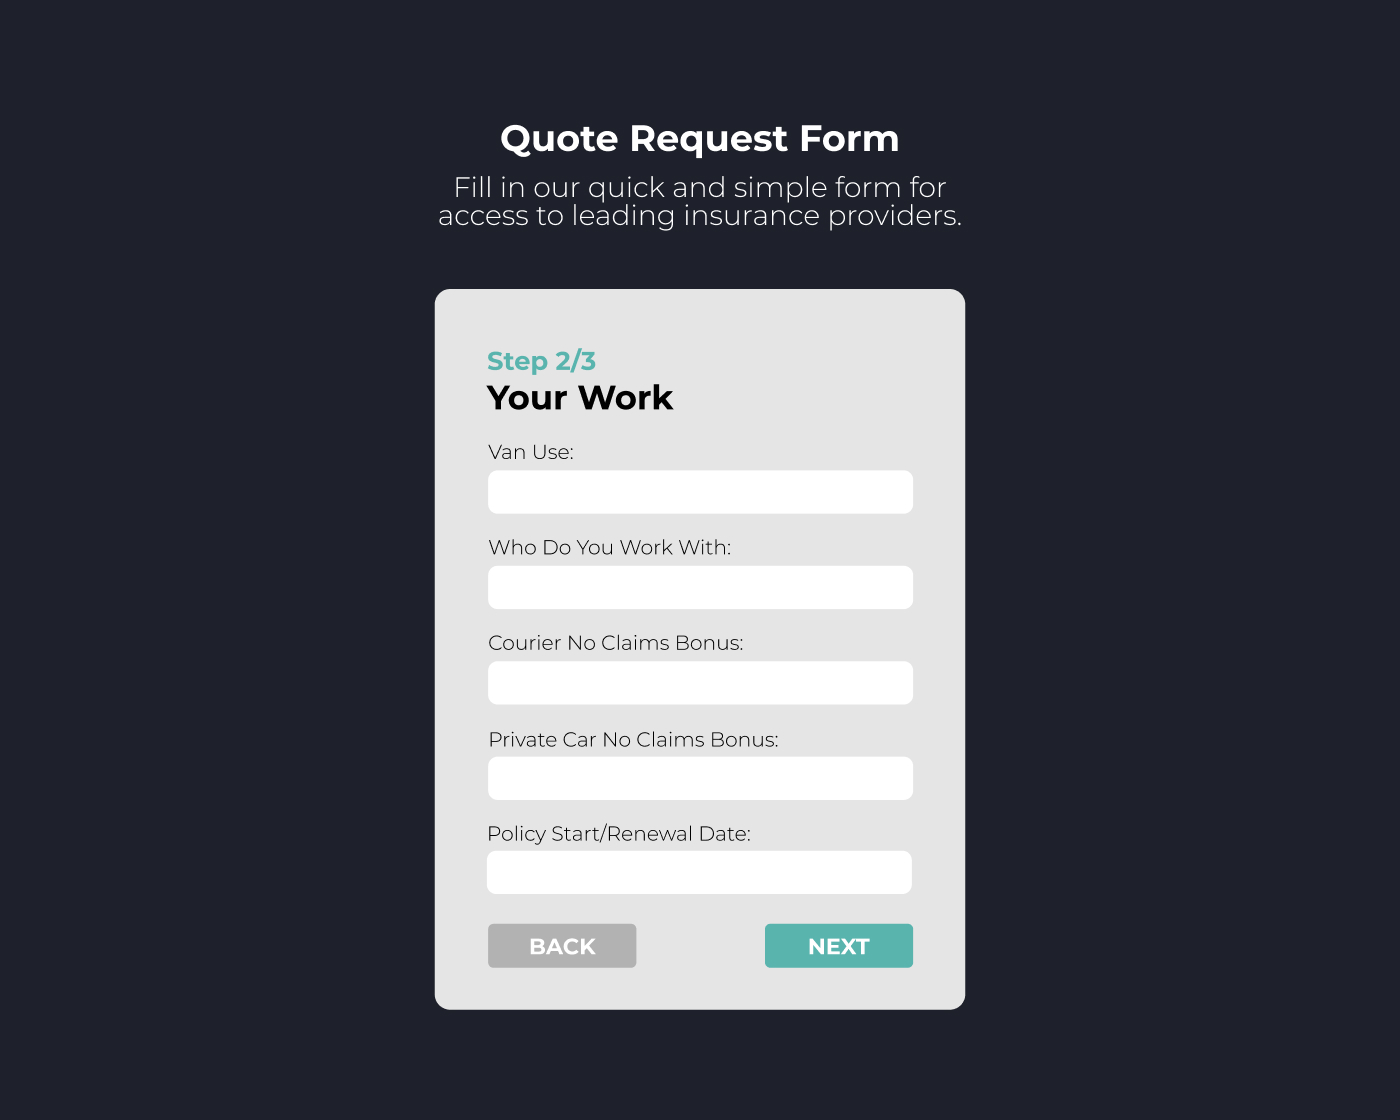 Quote Request Form
Fill in our quick and simple form for
access to leading insurance providers.
Step 2/3
Your Work
Van Use:
Who Do You Work With:
Courier No Claims Bonus:
Private Car No Claims Bonus:
Policy Start/Renewal Date:
BACK
NEXT